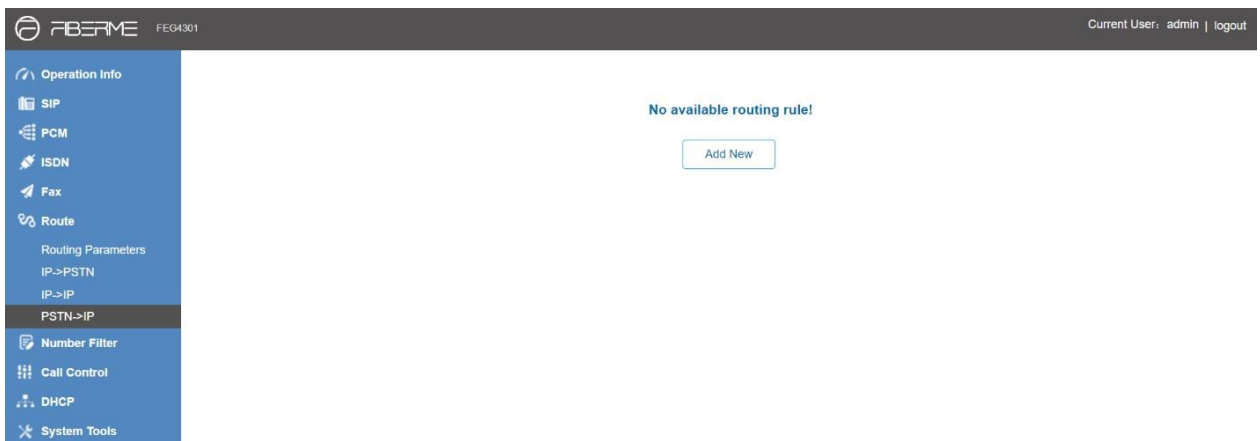 FIBERME FEG4301 Current User: admin | logout
Operation Info
SIP
PCM
ISDN
Fax
Route
Routing Parameters
IP->PSTN
IP->IP
PSTN->IP
Number Filter
Call Control
DHCP
System Tools
No available routing rule!
Add New